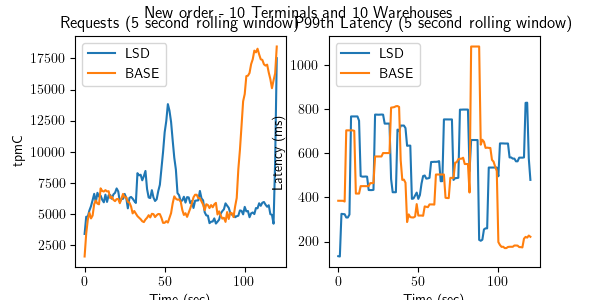 New order - 10 Terminals and 10 Warehouses
Requests (5 second rolling window)
P99th Latency (5 second rolling window)
tpmC
17500
15000
12500
10000
7500
5000
2500
LSD
BASE
0
100
Time (sec)
Latency (ms)
1000
800
600
400
200
LSD
BASE
0
100
Time (sec)